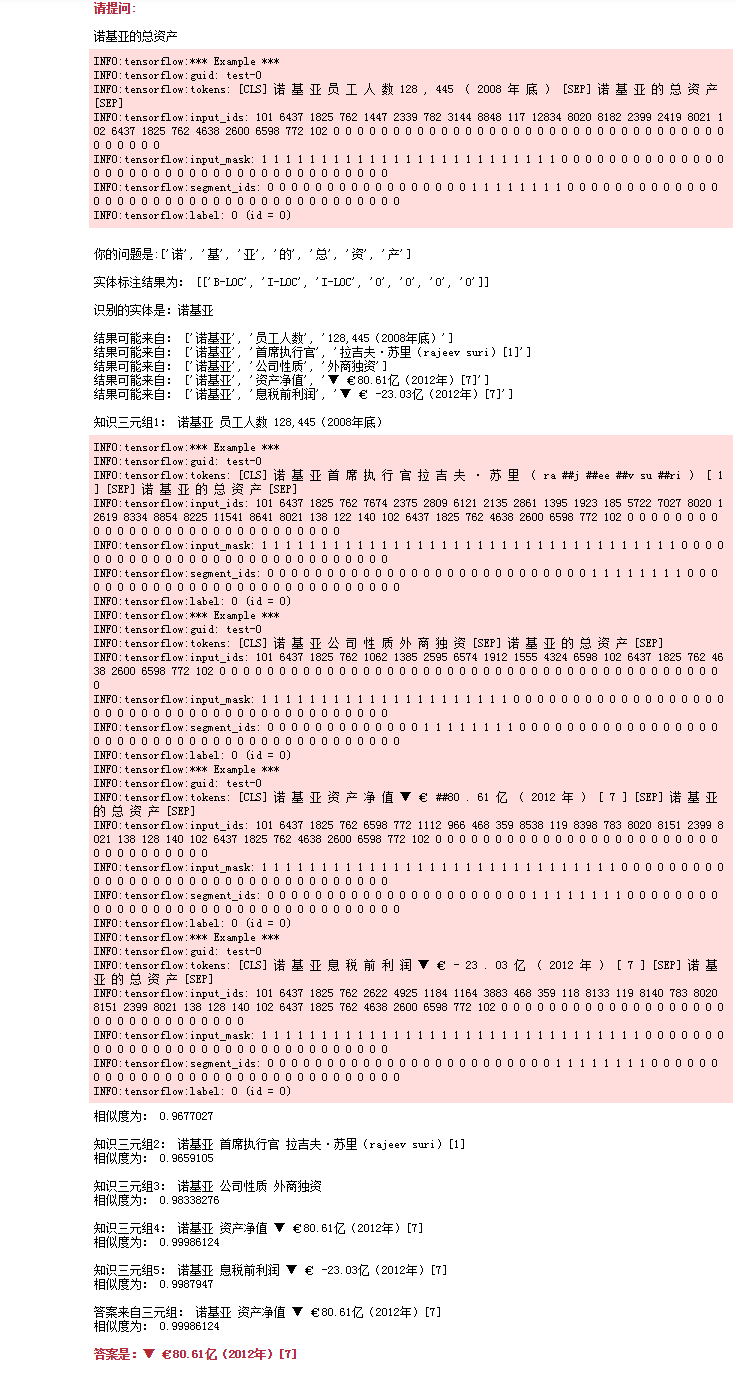 请提问:
诺基亚的总资产
INFO:tensorflow:*** Example ***
INFO:tensorflow:guid: test-0
INFO:tensorflow:tokens: [CLS] 诺 基 亚 员 工 人 数 128 , 445 （ 2008 年 底 ） [SEP] 诺 基 亚 的 总 资 产
[SEP]
INFO:tensorflow:input_ids: 101 6437 1825 762 1447 2339 782 3144 8848 117 12834 8020 8182 2399 2419 8021 1
02 6437 1825 762 4638 2600 6598 772 102 0 0 0 0 0 0 0 0 0 0 0 0 0 0 0 0 0 0 0 0 0 0 0 0 0 0 0 0 0 0 0 0 0
0 0 0 0 0 0
INFO:tensorflow:input_mask: 1 1 1 1 1 1 1 1 1 1 1 1 1 1 1 1 1 1 1 1 1 1 1 1 1 0 0 0 0 0 0 0 0 0 0 0 0 0 0
0 0 0 0 0 0 0 0 0 0 0 0 0 0 0 0 0 0 0 0 0 0 0 0 0
INFO:tensorflow:segment_ids: 0 0 0 0 0 0 0 0 0 0 0 0 0 0 0 0 0 1 1 1 1 1 1 1 1 0 0 0 0 0 0 0 0 0 0 0 0 0
0 0 0 0 0 0 0 0 0 0 0 0 0 0 0 0 0 0 0 0 0 0 0 0 0 0
INFO:tensorflow:label: 0 (id = 0)
你的问题是:['诺', '基', '亚', '的', '总', '资', '产']
实体标注结果为: [['B-LOC', 'I-LOC', 'I-LOC', 'O', 'O', 'O', 'O']]
识别的实体是：诺基亚
结果可能来自: ['诺基亚', '员工人数', '128,445（2008年底）']
结果可能来自: ['诺基亚', '首席执行官', '拉吉夫·苏里（rajeev suri）[1]']
结果可能来自: ['诺基亚', '公司性质', '外商独资']
结果可能来自: ['诺基亚', '资产净值', '▼ €80.61亿（2012年）[7]']
结果可能来自: ['诺基亚', '息税前利润', '▼ € -23.03亿（2012年）[7]']
知识三元组1: 诺基亚 员工人数 128,445（2008年底）
INFO:tensorflow:*** Example ***
INFO:tensorflow:guid: test-0
INFO:tensorflow:tokens: [CLS] 诺 基 亚 首 席 执 行 官 拉 吉 夫 · 苏 里 （ ra ##j ##ee ##v su ##ri ） [ 1
] [SEP] 诺 基 亚 的 总 资 产 [SEP]
INFO:tensorflow:input_ids: 101 6437 1825 762 7674 2375 2809 6121 2135 2861 1395 1923 185 5722 7027 8020 1
2619 8334 8854 8225 11541 8641 8021 138 122 140 102 6437 1825 762 4638 2600 6598 772 102 0 0 0 0 0 0 0 0
0 0 0 0 0 0 0 0 0 0 0 0 0 0 0 0 0 0 0 0 0
INFO:tensorflow:input_mask: 1 1 1 1 1 1 1 1 1 1 1 1 1 1 1 1 1 1 1 1 1 1 1 1 1 1 1 1 1 1 1 1 1 1 1 0 0 0 0
0 0 0 0 0 0 0 0 0 0 0 0 0 0 0 0 0 0 0 0 0 0 0 0 0
INFO:tensorflow:segment_ids: 0 0 0 0 0 0 0 0 0 0 0 0 0 0 0 0 0 0 0 0 0 0 0 0 0 0 0 1 1 1 1 1 1 1 1 0 0 0
0 0 0 0 0 0 0 0 0 0 0 0 0 0 0 0 0 0 0 0 0 0 0 0 0 0
INFO:tensorflow:label: 0 (id = 0)
INFO:tensorflow:*** Example ***
INFO:tensorflow:guid: test-0
INFO:tensorflow:tokens: [CLS] 诺 基 亚 公 司 性 质 外 商 独 资 [SEP] 诺 基 亚 的 总 资 产 [SEP]
INFO:tensorflow:input_ids: 101 6437 1825 762 1062 1385 2595 6574 1912 1555 4324 6598 102 6437 1825 762 46
38 2600 6598 772 102 0 0 0 0 0 0 0 0 0 0 0 0 0 0 0 0 0 0 0 0 0 0 0 0 0 0 0 0 0 0 0 0 0 0 0 0 0 0 0 0 0 0
0
INFO:tensorflow:input_mask: 1 1 1 1 1 1 1 1 1 1 1 1 1 1 1 1 1 1 1 1 1 0 0 0 0 0 0 0 0 0 0 0 0 0 0 0 0 0 0
0 0 0 0 0 0 0 0 0 0 0 0 0 0 0 0 0 0 0 0 0 0 0 0 0
INFO:tensorflow:segment_ids: 0 0 0 0 0 0 0 0 0 0 0 0 0 1 1 1 1 1 1 1 1 0 0 0 0 0 0 0 0 0 0 0 0 0 0 0 0 0
0 0 0 0 0 0 0 0 0 0 0 0 0 0 0 0 0 0 0 0 0 0 0 0 0 0
INFO:tensorflow:label: 0 (id = 0)
INFO:tensorflow:*** Example ***
INFO:tensorflow:guid: test-0
INFO:tensorflow:tokens: [CLS] 诺 基 亚 资 产 净 值 ▼ € ##80 . 61 亿 （ 2012 年 ） [ 7 ] [SEP] 诺 基 亚
的 总 资 产 [SEP]
INFO:tensorflow:input_ids: 101 6437 1825 762 6598 772 1112 966 468 359 8538 119 8398 783 8020 8151 2399 8
021 138 128 140 102 6437 1825 762 4638 2600 6598 772 102 0 0 0 0 0 0 0 0 0 0 0 0 0 0 0 0 0 0 0 0 0 0 0 0
0 0 0 0 0 0 0 0 0 0
INFO:tensorflow:input_mask: 1 1 1 1 1 1 1 1 1 1 1 1 1 1 1 1 1 1 1 1 1 1 1 1 1 1 1 1 1 1 0 0 0 0 0 0 0 0 0
0 0 0 0 0 0 0 0 0 0 0 0 0 0 0 0 0 0 0 0 0 0 0 0 0
INFO:tensorflow:segment_ids: 0 0 0 0 0 0 0 0 0 0 0 0 0 0 0 0 0 0 0 0 0 0 1 1 1 1 1 1 1 1 0 0 0 0 0 0 0 0
0 0 0 0 0 0 0 0 0 0 0 0 0 0 0 0 0 0 0 0 0 0 0 0 0 0
INFO:tensorflow:label: 0 (id = 0)
INFO:tensorflow:*** Example ***
INFO:tensorflow:guid: test-0
INFO:tensorflow:tokens: [CLS] 诺 基 亚 息 税 前 利 润 ▼ € - 23 . 03 亿 （ 2012 年 ） [ 7 ] [SEP] 诺 基
亚 的 总 资 产 [SEP]
INFO:tensorflow:input_ids: 101 6437 1825 762 2622 4925 1184 1164 3883 468 359 118 8133 119 8140 783 8020
8151 2399 8021 138 128 140 102 6437 1825 762 4638 2600 6598 772 102 0 0 0 0 0 0 0 0 0 0 0 0 0 0 0 0 0 0 0
0 0 0 0 0 0 0 0 0 0 0 0 0
INFO:tensorflow:input_mask: 1 1 1 1 1 1 1 1 1 1 1 1 1 1 1 1 1 1 1 1 1 1 1 1 1 1 1 1 1 1 1 1 0 0 0 0 0 0 0
0 0 0 0 0 0 0 0 0 0 0 0 0 0 0 0 0 0 0 0 0 0 0 0 0
INFO:tensorflow:segment_ids: 0 0 0 0 0 0 0 0 0 0 0 0 0 0 0 0 0 0 0 0 0 0 0 0 1 1 1 1 1 1 1 1 0 0 0 0 0 0
0 0 0 0 0 0 0 0 0 0 0 0 0 0 0 0 0 0 0 0 0 0 0 0 0 0
INFO:tensorflow:label: 0 (id = 0)
相似度为: 0.9677027
知识三元组2: 诺基亚 首席执行官 拉吉夫·苏里（rajeev suri）[1]
相似度为: 0.9659105
知识三元组3: 诺基亚 公司性质 外商独资
相似度为: 0.98338276
知识三元组4: 诺基亚 资产净值 ▼ €80.61亿（2012年）[7]
相似度为: 0.99986124
知识三元组5: 诺基亚 息税前利润 ▼ € -23.03亿（2012年）[7]
相似度为: 0.9987947
答案来自三元组: 诺基亚 资产净值 ▼ €80.61亿（2012年）[7]
相似度为: 0.99986124
答案是：▼ €80.61亿（2012年）[7]